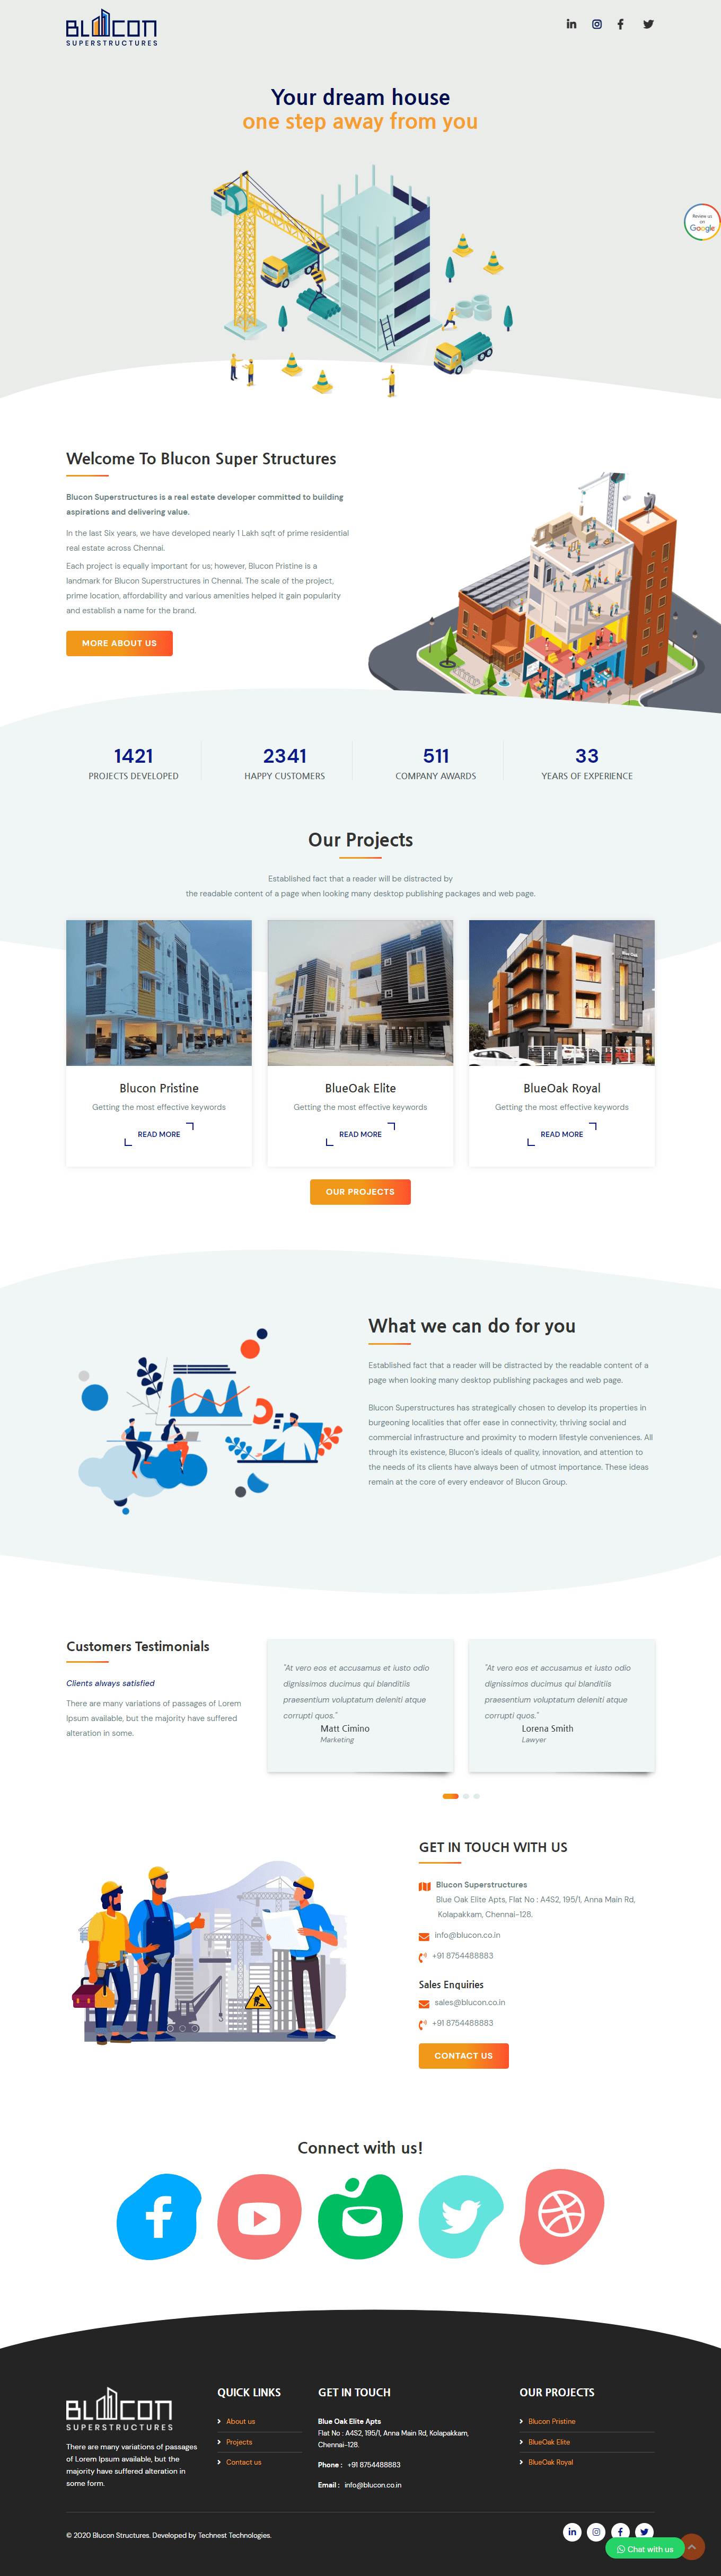 BLUCON
SUPERSTRUCTURES
Your dream house
one step away from you
Review us
on
Google
Welcome To Blucon Super Structures
Blucon Superstructures is a real estate developer committed to building
aspirations and delivering value.
In the last Six years, we have developed nearly 1 Lakh sqft of prime residential
real estate across Chennai.
Each project is equally important for us; however, Blucon Pristine is a
landmark for Blucon Superstructures in Chennai. The scale of the project,
prime location, affordability and various amenities helped it gain popularity
and establish a name for the brand.
MORE ABOUT US
1421
PROJECTS DEVELOPED
2341
HAPPY CUSTOMERS
511
COMPANY AWARDS
33
YEARS OF EXPERIENCE
Our Projects
Established fact that a reader will be distracted by
the readable content of a page when looking many desktop publishing packages and web page.
Blue Oak Elite
Blue Oak
Blucon Pristine
Getting the most effective keywords
READ MORE
BlueOak Elite
Getting the most effective keywords
READ MORE
BlueOak Royal
Getting the most effective keywords
READ MORE
OUR PROJECTS
What we can do for you
Established fact that a reader will be distracted by the readable content of a
page when looking many desktop publishing packages and web page.
Blucon Superstructures has strategically chosen to develop its properties in
burgeoning localities that offer ease in connectivity, thriving social and
commercial infrastructure and proximity to modern lifestyle conveniences. All
through its existence, Blucon's ideals of quality, innovation, and attention to
the needs of its clients have always been of utmost importance. These ideas
remain at the core of every endeavor of Blucon Group.
Customers Testimonials
Clients always satisfied
There are many variations of passages of Lorem
Ipsum available, but the majority have suffered
alteration in some.
"At vero eos et accusamus et iusto odio
dignissimos ducimus qui blanditiis
praesentium voluptatum deleniti atque
corrupti quos."
Matt Cimino
Marketing
"At vero eos et accusamus et iusto odio
dignissimos ducimus qui blanditiis
praesentium voluptatum deleniti atque
corrupti quos."
Lorena Smith
Lawyer
GET IN TOUCH WITH US
Blucon Superstructures
Blue Oak Elite Apts, Flat No : A4S2, 195/1, Anna Main Rd,
Kolapakkam, Chennai-128.
info@blucon.co.in
+91 8754488883
Sales Enquiries
sales@blucon.co.in
+91 8754488883
CONTACT US
Connect with us!
BLUCON
SUPERSTRUCTURES
There are many variations of passages
of Lorem Ipsum available, but the
majority have suffered alteration in
some form.
QUICK LINKS
About us
Projects
Contact us
GET IN TOUCH
Blue Oak Elite Apts
Flat No : A4S2, 195/1, Anna Main Rd, Kolapakkam,
Chennai-128.
Phone : +91 8754488883
Email : info@blucon.co.in
OUR PROJECTS
Blucon Pristine
BlueOak Elite
BlueOak Royal
© 2020 Blucon Structures. Developed by Technest Technologies.
Chat with us